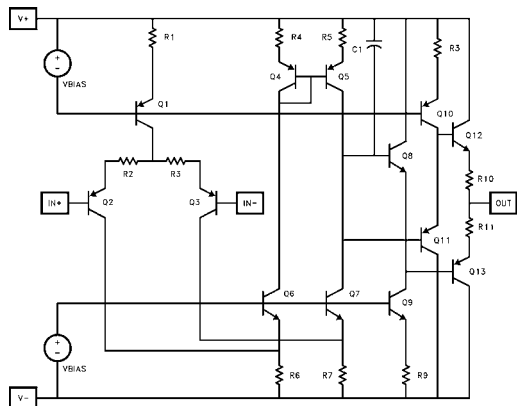 V+
R1
R4
R5
C1
R3
+
−
VBIAS
Q4
Q5
Q1
Q10
Q12
Q8
R2
R3
R10
IN+
Q2
Q3
IN−
OUT
R11
Q11
Q13
Q6
Q7
Q9
+
−
VBIAS
R6
R7
R9
V−